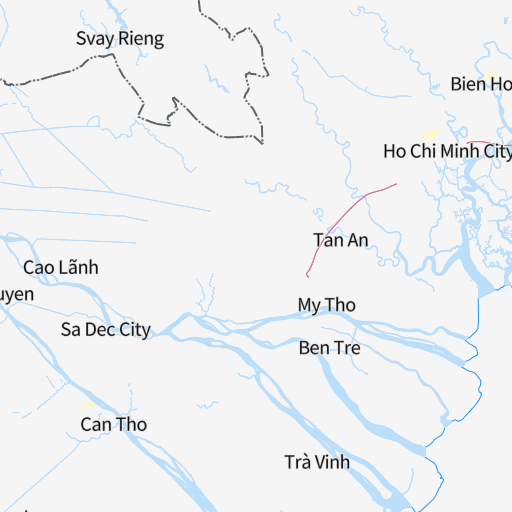 Svay Rieng
Bien Ho
Ho Chi Minh City
Tan An
Cao Lãnh
uyen
My Tho
Sa Dec City
Ben Tre
Can Tho
Trà Vinh